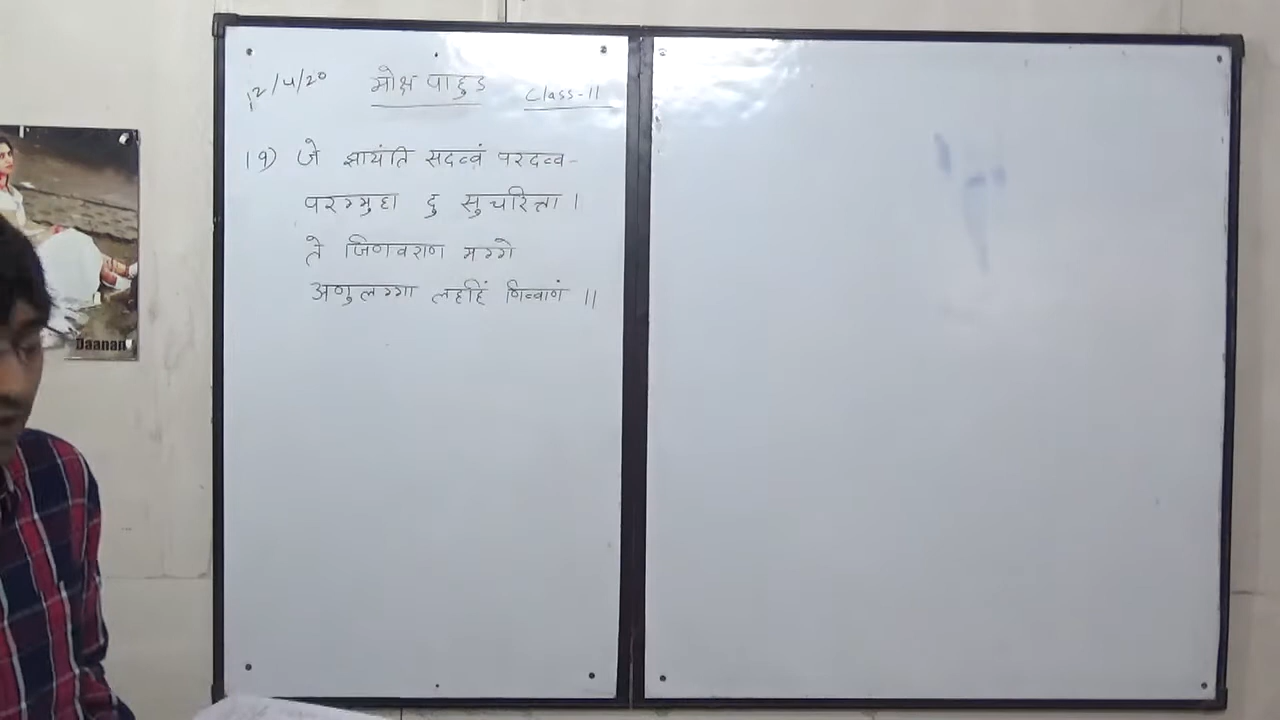 12/4/20 मोक्ष पाहुड Class-11
19) जे झायंति सदव्वं परदव्व-
परम्मुहा दु सुचरित्ता ।
ते जिणवराण मग्गे
अणुलग्गा लहहिं णिव्वाणं ॥
Daanan